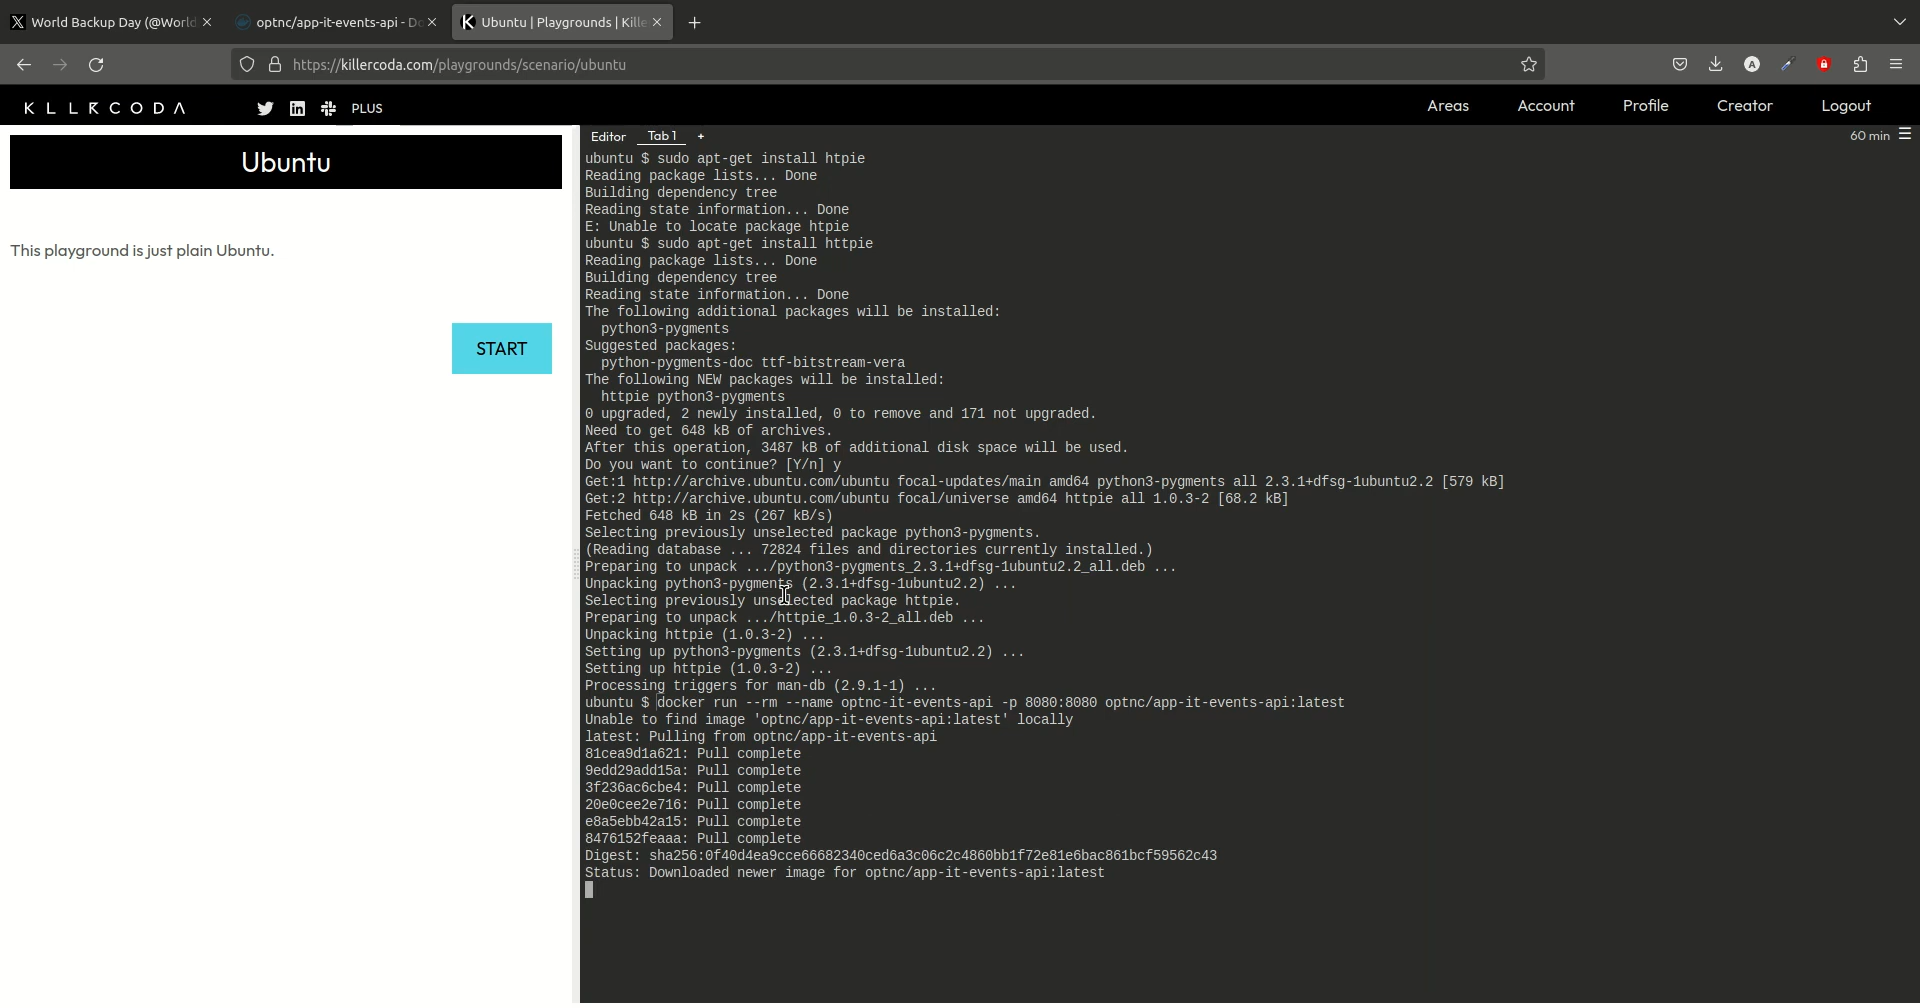 World Backup Day (@World
optnc/app-it-events-api - Do
Ubuntu | Playgrounds | Kille
https://killercoda.com/playgrounds/scenario/ubuntu
KLLRCODA
PLUS
Areas
Account
Profile
Creator
Logout
Ubuntu
This playground is just plain Ubuntu.
START
Editor
Tab 1
+
60 min
ubuntu $ sudo apt-get install htpie
Reading package lists... Done
Building dependency tree
Reading state information... Done
E: Unable to locate package htpie
ubuntu $ sudo apt-get install httpie
Reading package lists... Done
Building dependency tree
Reading state information... Done
The following additional packages will be installed:
python3-pygments
Suggested packages:
python-pygments-doc ttf-bitstream-vera
The following NEW packages will be installed:
httpie python3-pygments
0 upgraded, 2 newly installed, 0 to remove and 171 not upgraded.
Need to get 648 kB of archives.
After this operation, 3487 kB of additional disk space will be used.
Do you want to continue? [Y/n] y
Get:1 http://archive.ubuntu.com/ubuntu focal-updates/main amd64 python3-pygments all 2.3.1+dfsg-1ubuntu2.2 [579 kB]
Get:2 http://archive.ubuntu.com/ubuntu focal/universe amd64 httpie all 1.0.3-2 [68.2 kB]
Fetched 648 kB in 2s (267 kB/s)
Selecting previously unselected package python3-pygments.
(Reading database ... 72824 files and directories currently installed.)
Preparing to unpack .../python3-pygments_2.3.1+dfsg-1ubuntu2.2_all.deb ...
Unpacking python3-pygments (2.3.1+dfsg-1ubuntu2.2) ...
Selecting previously unselected package httpie.
Preparing to unpack .../httpie_1.0.3-2_all.deb ...
Unpacking httpie (1.0.3-2) ...
Setting up python3-pygments (2.3.1+dfsg-1ubuntu2.2) ...
Setting up httpie (1.0.3-2) ...
Processing triggers for man-db (2.9.1-1) ...
ubuntu $ docker run --rm --name optnc-it-events-api -p 8080:8080 optnc/app-it-events-api:latest
Unable to find image 'optnc/app-it-events-api:latest' locally
latest: Pulling from optnc/app-it-events-api
81cea9d1a621: Pull complete
9edd29add15a: Pull complete
3f236ac6cbe4: Pull complete
20e0cee2e716: Pull complete
e8a5ebb42a15: Pull complete
8476152feaaa: Pull complete
Digest: sha256:0f40d4ea9cce66682340ced6a3c06c2c4860bb1f72e81e6bac861bcf59562c43
Status: Downloaded newer image for optnc/app-it-events-api:latest